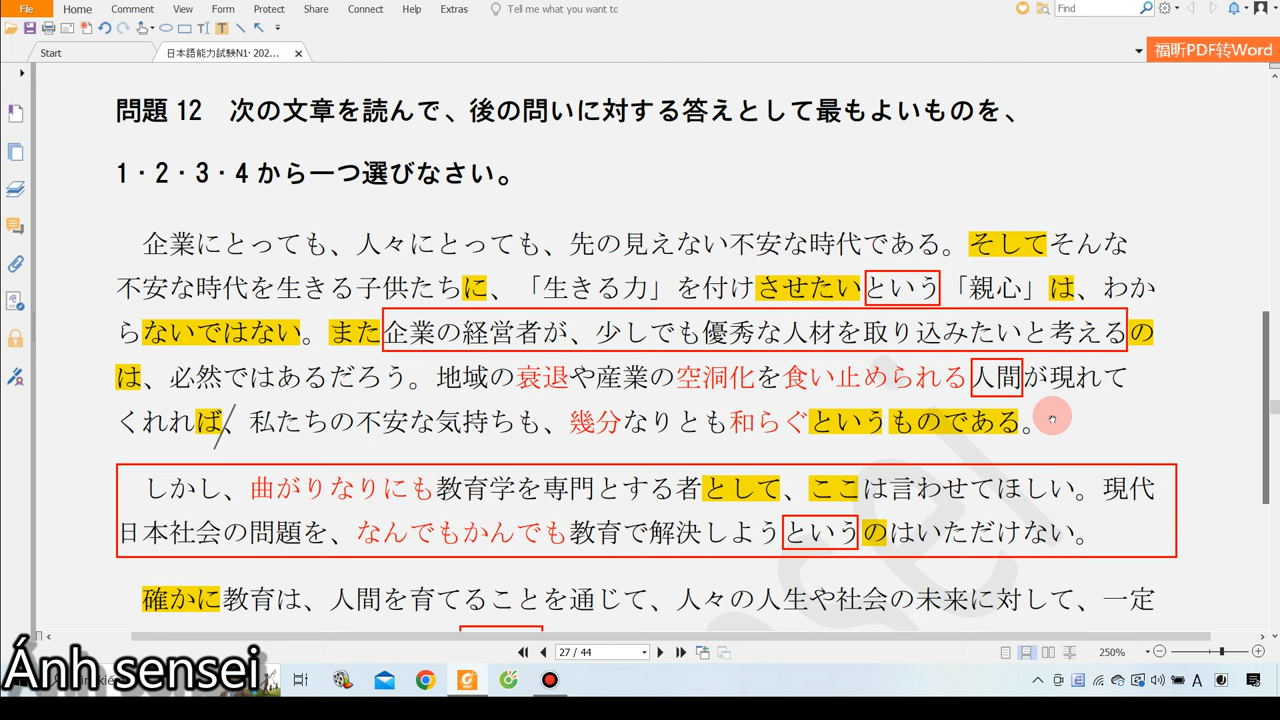 File Home Comment View Form Protect Share Connect Help Extras Tell me what you want to Find
Start 日本語能力試験N1· 202...
福昕PDF转Word
問題 12 次の文章を読んで、後の問いに対する答えとして最もよいものを、
1・2・3・4 から一つ選びなさい。
企業にとっても、人々にとっても、先の見えない不安な時代である。そしてそんな
不安な時代を生きる子供たちに、「生きる力」を付けさせたいという「親心」は、わか
らないではない。また企業の経営者が、少しでも優秀な人材を取り込みたいと考えるの
は、必然ではあるだろう。地域の衰退や産業の空洞化を食い止められる人間が現れて
くれれば、私たちの不安な気持ちも、幾分なりとも和らぐというものである。
しかし、曲がりなりにも教育学を専門とする者として、ここは言わせてほしい。現代
日本社会の問題を、なんでもかんでも教育で解決しようというのはいただけない。
確かに教育は、人間を育てることを通じて、人々の人生や社会の未来に対して、一定
27 / 44
250%
Ánh sensei